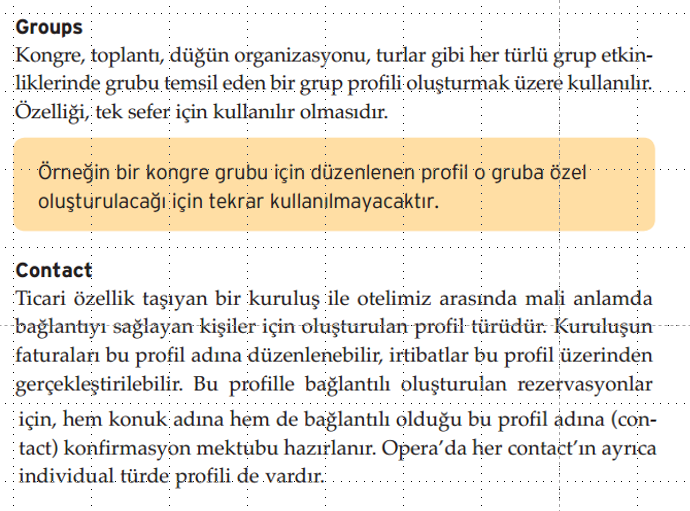 Groups
Kongre, toplantı, düğün organizasyonu, turlar gibi her türlü grup etkin-
liklerinde grubu temsil eden bir grup profili oluşturmak üzere kullanılır.
Özelliği, tek sefer için kullanılır olmasıdır.
Örneğin bir kongre grubu için düzenlenen profil o gruba özel
oluşturulacağı için tekrar kullanılmayacaktır.
Contact
Ticari özellik taşıyan bir kuruluş ile otelimiz arasında mali anlamda
bağlantıyı sağlayan kişiler için oluşturulan profil türüdür. Kuruluşun
faturaları bu profil adına düzenlenebilir, irtibatlar bu profil üzerinden
gerçekleştirilebilir. Bu profille bağlantılı oluşturulan rezervasyonlar
için, hem konuk adına hem de bağlantılı olduğu bu profil adına (con-
tact) konfirmasyon mektubu hazırlanır. Opera’da her contact’ın ayrıca
individual türde profili de vardır.